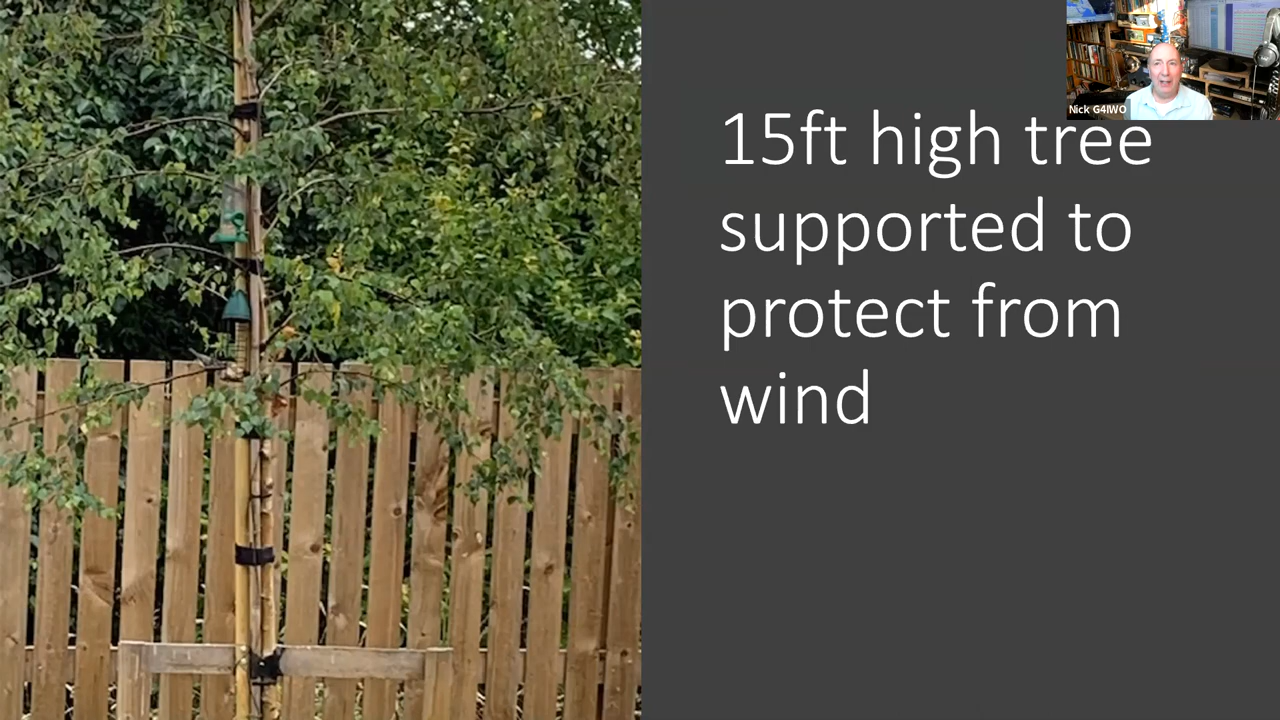 Nick G4IWO
15ft high tree
supported to
protect from
wind